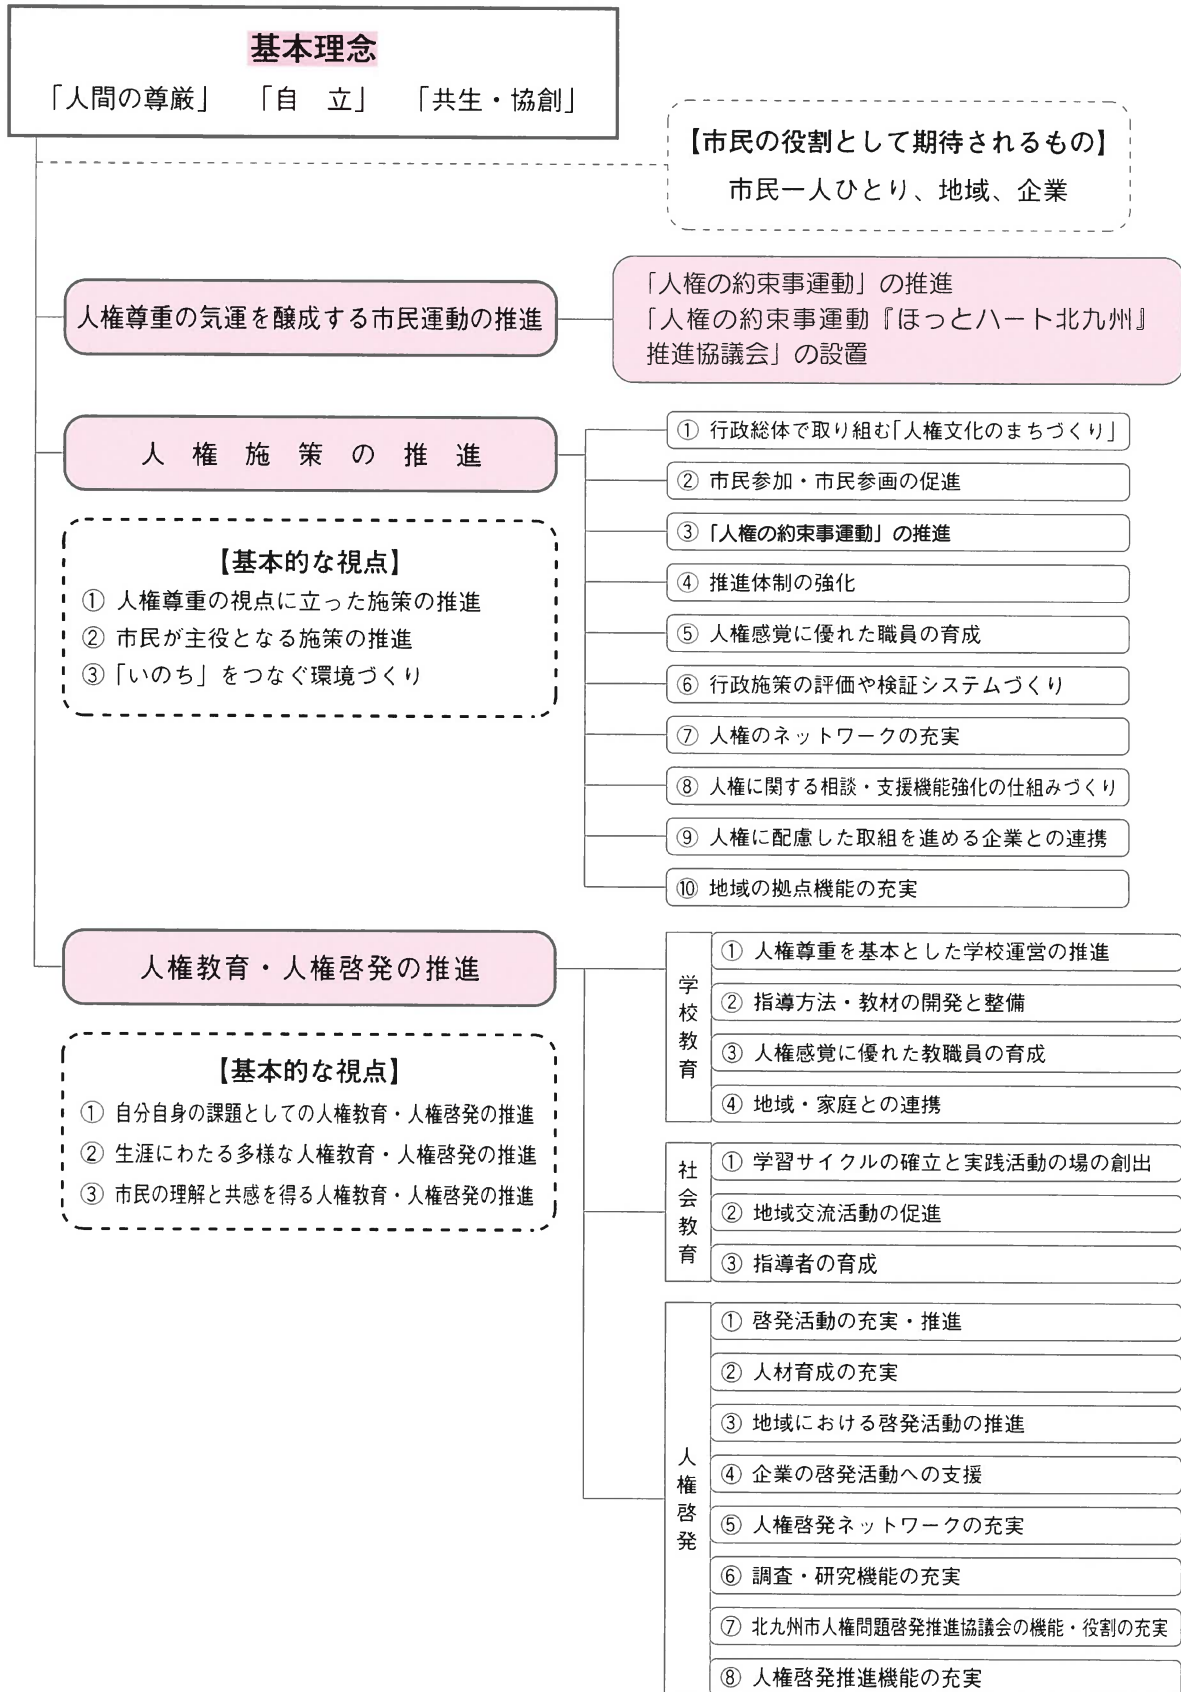 基本理念
「人間の尊厳」 「自 立」 「共生・協創」
【市民の役割として期待されるもの】
市民一人ひとり、地域、企業
人権尊重の気運を醸成する市民運動の推進
「人権の約束事運動」の推進
「人権の約束事運動『ほっとハート北九州』
推進協議会」の設置
人権施策の推進
① 行政総体で取り組む「人権文化のまちづくり」
② 市民参加・市民参画の促進
③「人権の約束事運動」の推進
④ 推進体制の強化
⑤ 人権感覚に優れた職員の育成
⑥ 行政施策の評価や検証システムづくり
⑦ 人権のネットワークの充実
⑧ 人権に関する相談・支援機能強化の仕組みづくり
⑨ 人権に配慮した取組を進める企業との連携
⑩ 地域の拠点機能の充実
【基本的な視点】
① 人権尊重の視点に立った施策の推進
② 市民が主役となる施策の推進
③「いのち」をつなぐ環境づくり
人権教育・人権啓発の推進
【基本的な視点】
① 自分自身の課題としての人権教育・人権啓発の推進
② 生涯にわたる多様な人権教育・人権啓発の推進
③ 市民の理解と共感を得る人権教育・人権啓発の推進
学校教育
① 人権尊重を基本とした学校運営の推進
② 指導方法・教材の開発と整備
③ 人権感覚に優れた教職員の育成
④ 地域・家庭との連携
社会教育
① 学習サイクルの確立と実践活動の場の創出
② 地域交流活動の促進
③ 指導者の育成
人権啓発
① 啓発活動の充実・推進
② 人材育成の充実
③ 地域における啓発活動の推進
④ 企業の啓発活動への支援
⑤ 人権啓発ネットワークの充実
⑥ 調査・研究機能の充実
⑦ 北九州市人権問題啓発推進協議会の機能・役割の充実
⑧ 人権啓発推進機能の充実